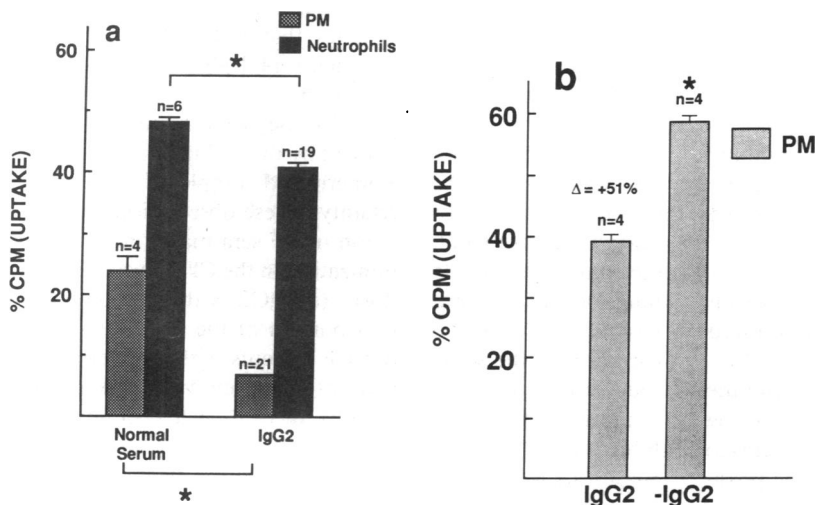 a
PM
Neutrophils
% CPM (UPTAKE)
60
40
20
*
n=6
n=19
n=4
n=21
Normal
Serum
IgG2
*
b
% CPM (UPTAKE)
60
40
20
*
n=4
Δ = +51%
n=4
PM
IgG2
-IgG2